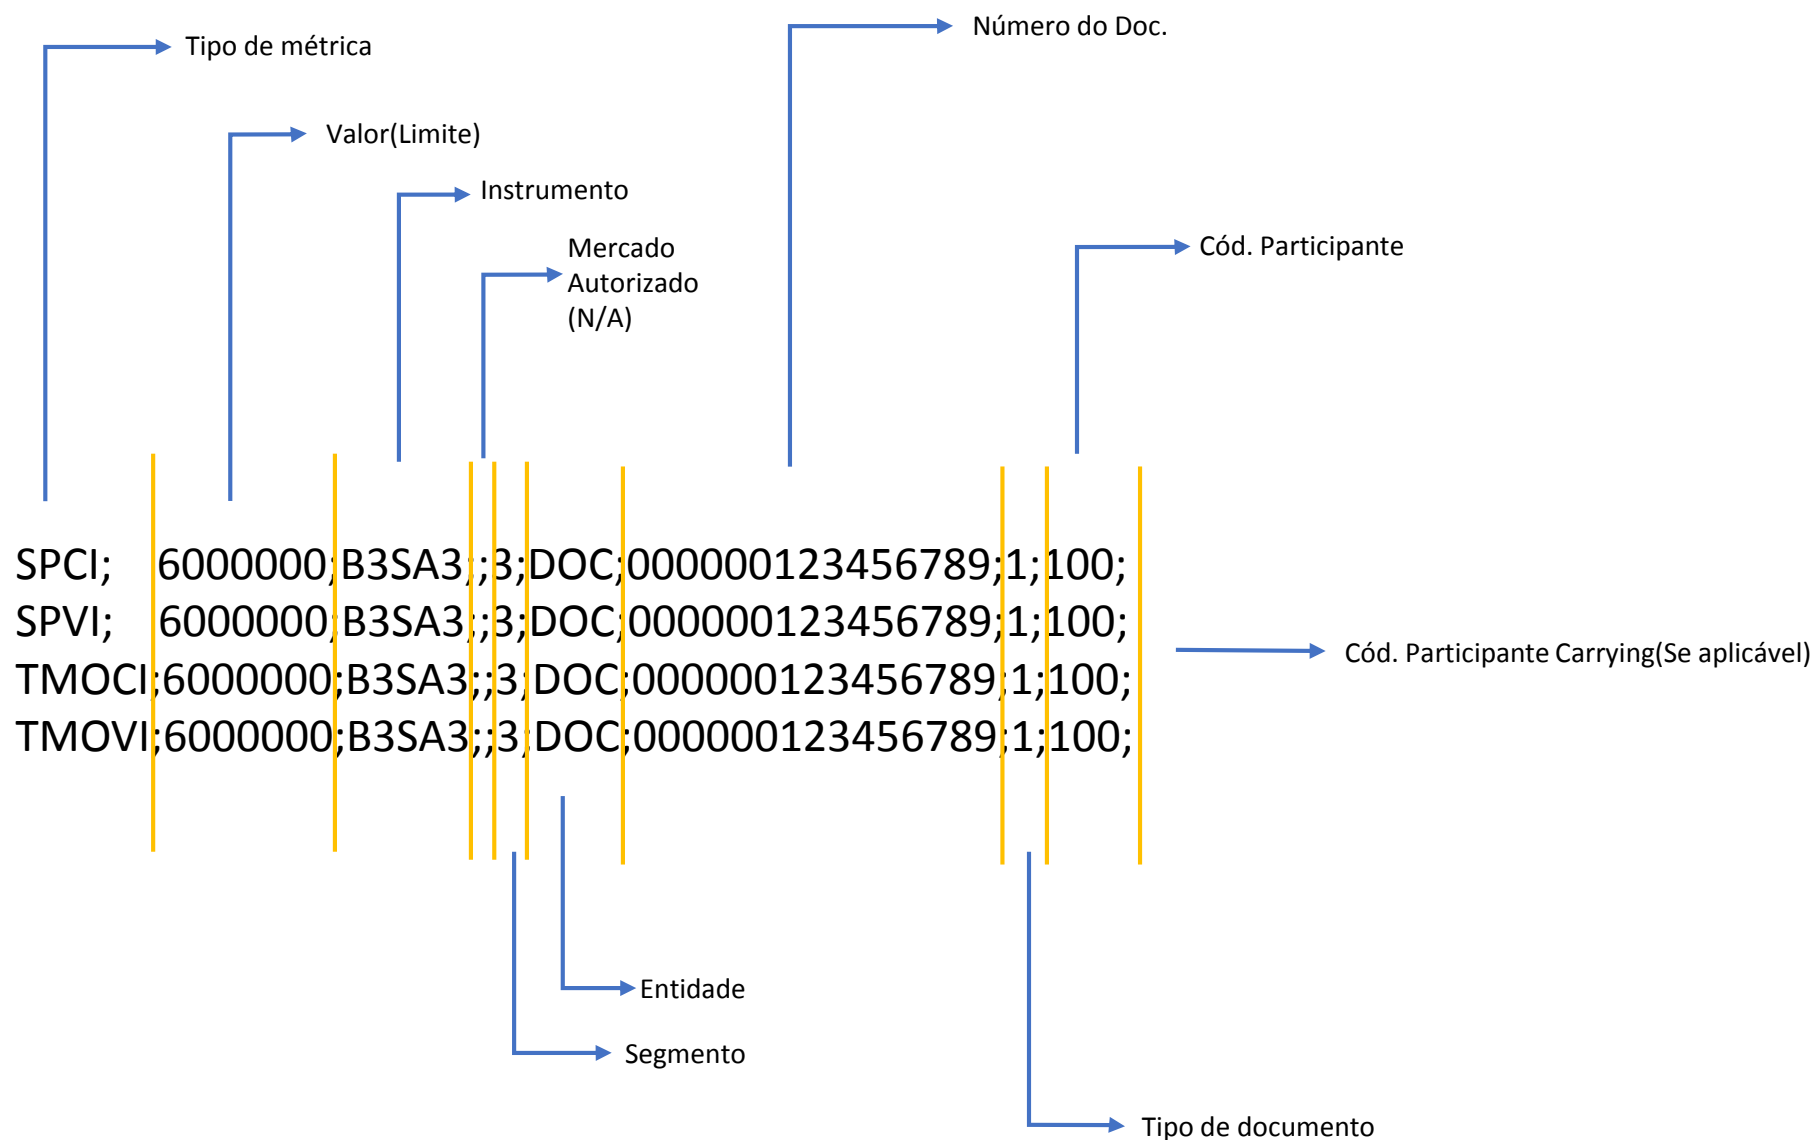 Número do Doc.
Tipo de métrica
Valor(Limite)
Instrumento
Mercado
Autorizado
(N/A)
Cód. Participante
SPCI; 6000000;B3SA3;;3;DOC;000000123456789;1;100;
SPVI; 6000000;B3SA3;;3;DOC;000000123456789;1;100;
TMOCI;6000000;B3SA3;;3;DOC;000000123456789;1;100;
TMOVI;6000000;B3SA3;;3;DOC;000000123456789;1;100;
Cód. Participante Carrying(Se aplicável)
Entidade
Segmento
Tipo de documento